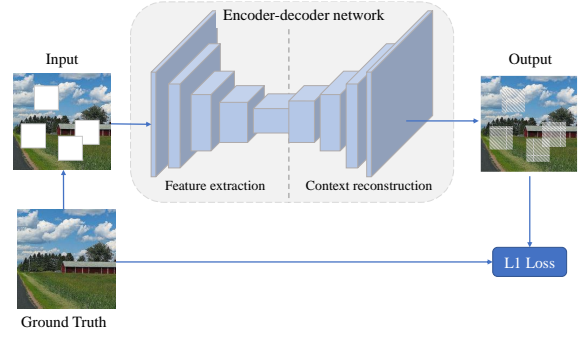 Encoder-decoder network
Input
Output
Feature extraction
Context reconstruction
L1 Loss
Ground Truth